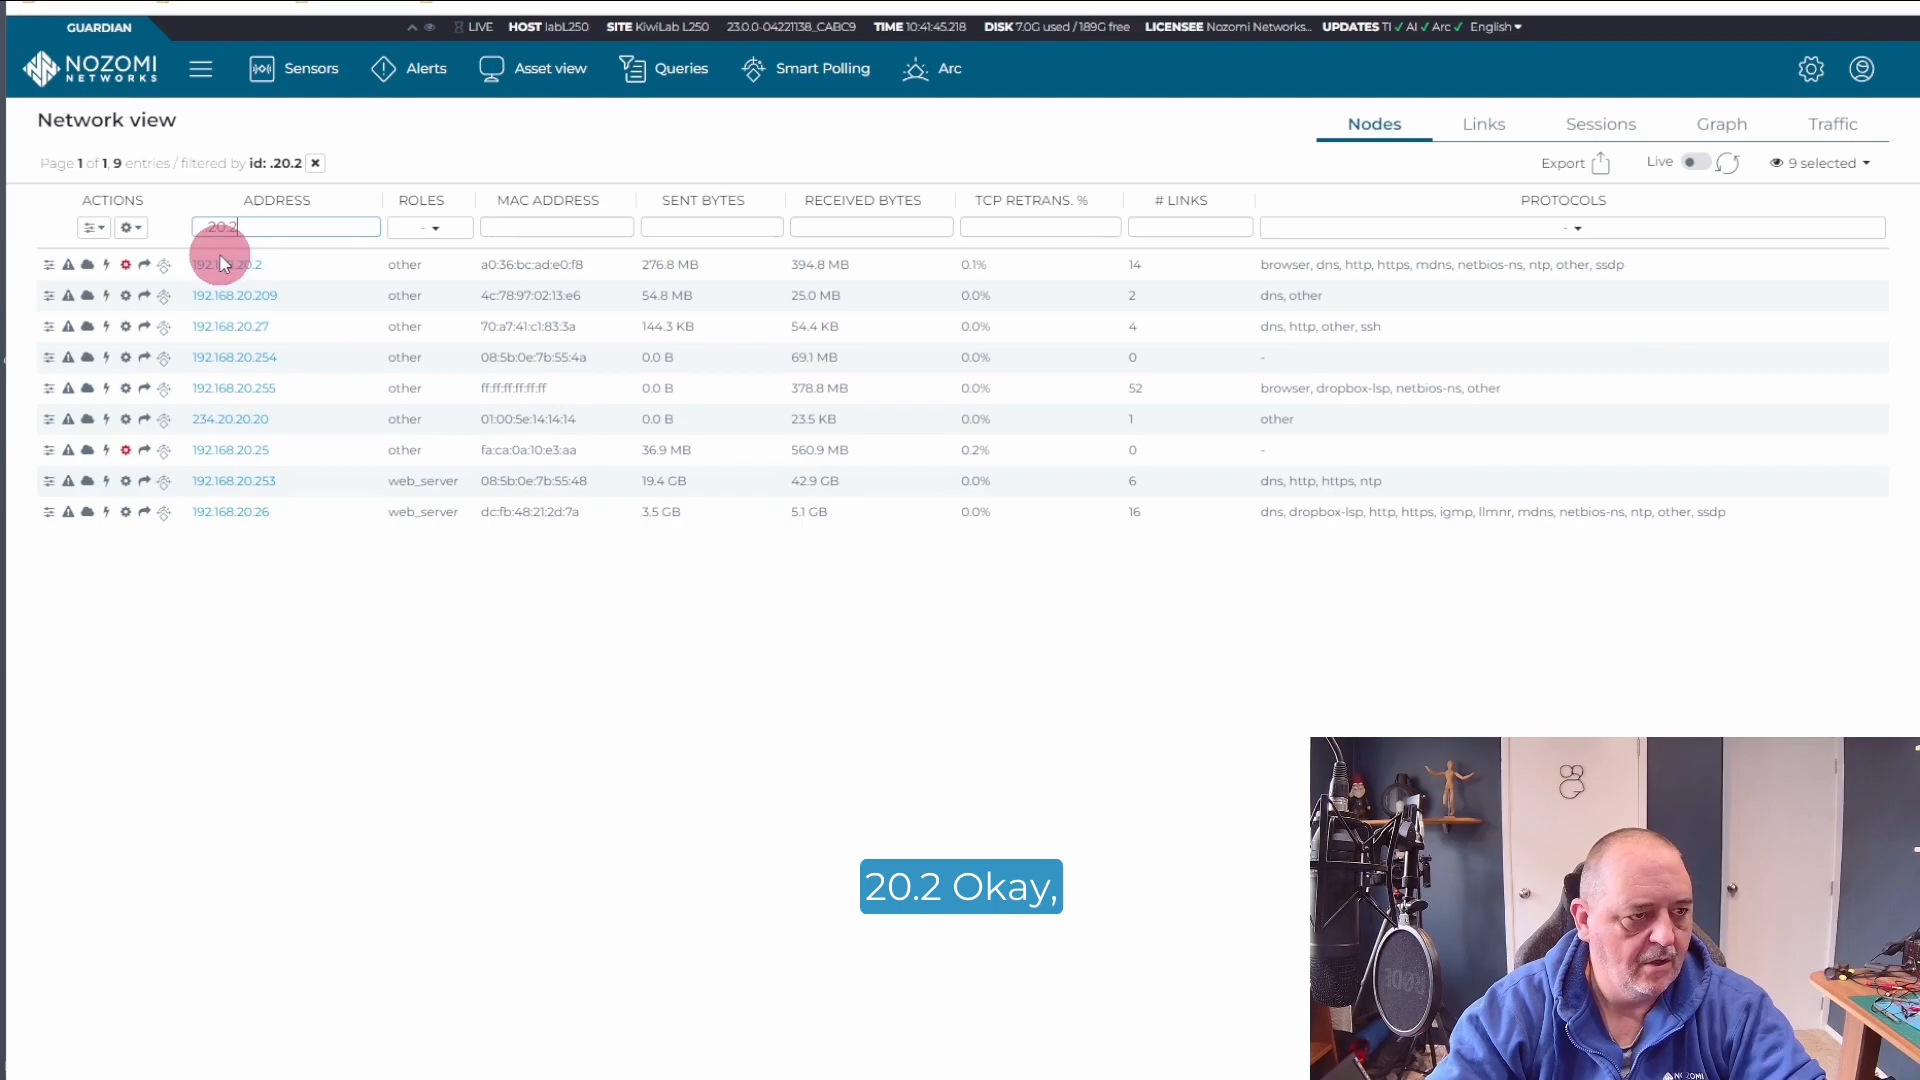 GUARDIAN
LIVE HOST labL250 SITE KiwiLab L250 23.0.0-04221138_CABC9 TIME 10:41:45.218 DISK 7.0G used / 189G free LICENSEE Nozomi Networks... UPDATES TI AI Arc English
NOZOMI NETWORKS Sensors Alerts Asset view Queries Smart Polling Arc
Network view
Nodes Links Sessions Graph Traffic
Page 1 of 1, 9 entries / filtered by id: .20.2
Export Live 9 selected
ACTIONS ADDRESS ROLES MAC ADDRESS SENT BYTES RECEIVED BYTES TCP RETRANS. % # LINKS PROTOCOLS
.20.2 - -
192.168.20.2 other a0:36:bc:ad:e0:f8 276.8 MB 394.8 MB 0.1% 14 browser, dns, http, https, mdns, netbios-ns, ntp, other, ssdp
192.168.20.209 other 4c:78:97:02:13:e6 54.8 MB 25.0 MB 0.0% 2 dns, other
192.168.20.27 other 70:a7:41:c1:83:3a 144.3 KB 54.4 KB 0.0% 4 dns, http, other, ssh
192.168.20.254 other 08:5b:0e:7b:55:4a 0.0 B 69.1 MB 0.0% 0 -
192.168.20.255 other ff:ff:ff:ff:ff:ff 0.0 B 378.8 MB 0.0% 52 browser, dropbox-lsp, netbios-ns, other
234.20.20.20 other 01:00:5e:14:14:14 0.0 B 23.5 KB 0.0% 1 other
192.168.20.25 other fa:ca:0a:10:e3:aa 36.9 MB 560.9 MB 0.2% 0 -
192.168.20.253 web_server 08:5b:0e:7b:55:48 19.4 GB 42.9 GB 0.0% 6 dns, http, https, ntp
192.168.20.26 web_server dc:fb:48:21:2d:7a 3.5 GB 5.1 GB 0.0% 16 dns, dropbox-lsp, http, https, igmp, llmnr, mdns, netbios-ns, ntp, other, ssdp
20.2 Okay,
RODE